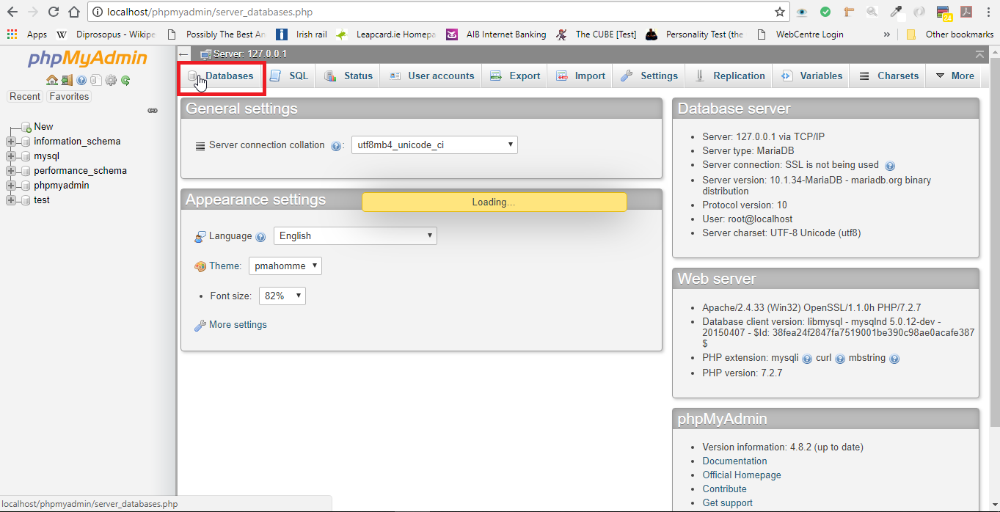 localhost/phpmyadmin/server_databases.php
24
Apps
W Diprosopus - Wikipe
Possibly The Best An
Irish rail
Leapcard.ie Homepa
AIB Internet Banking
The CUBE [Test]
Personality Test (the
WebCentre Login
»
Other bookmarks
phpMyAdmin
Recent
Favorites
New
information_schema
mysql
performance_schema
phpmyadmin
test
Server: 127.0.0.1
Databases
SQL
Status
User accounts
Export
Import
Settings
Replication
Variables
Charsets
More
General settings
Server connection collation :
utf8mb4_unicode_ci
Appearance settings
Loading...
Language
English
Theme:
pmahomme
Font size:
82%
More settings
Database server
Server: 127.0.0.1 via TCP/IP
Server type: MariaDB
Server connection: SSL is not being used
Server version: 10.1.34-MariaDB - mariadb.org binary
distribution
Protocol version: 10
User: root@localhost
Server charset: UTF-8 Unicode (utf8)
Web server
Apache/2.4.33 (Win32) OpenSSL/1.1.0h PHP/7.2.7
Database client version: libmysql - mysqlnd 5.0.12-dev -
20150407 - $Id: 38fea24f2847fa7519001be390c98ae0acafe387
$
PHP extension: mysqli curl mbstring
PHP version: 7.2.7
phpMyAdmin
Version information: 4.8.2 (up to date)
Documentation
Official Homepage
Contribute
Get support
localhost/phpmyadmin/server_databases.php